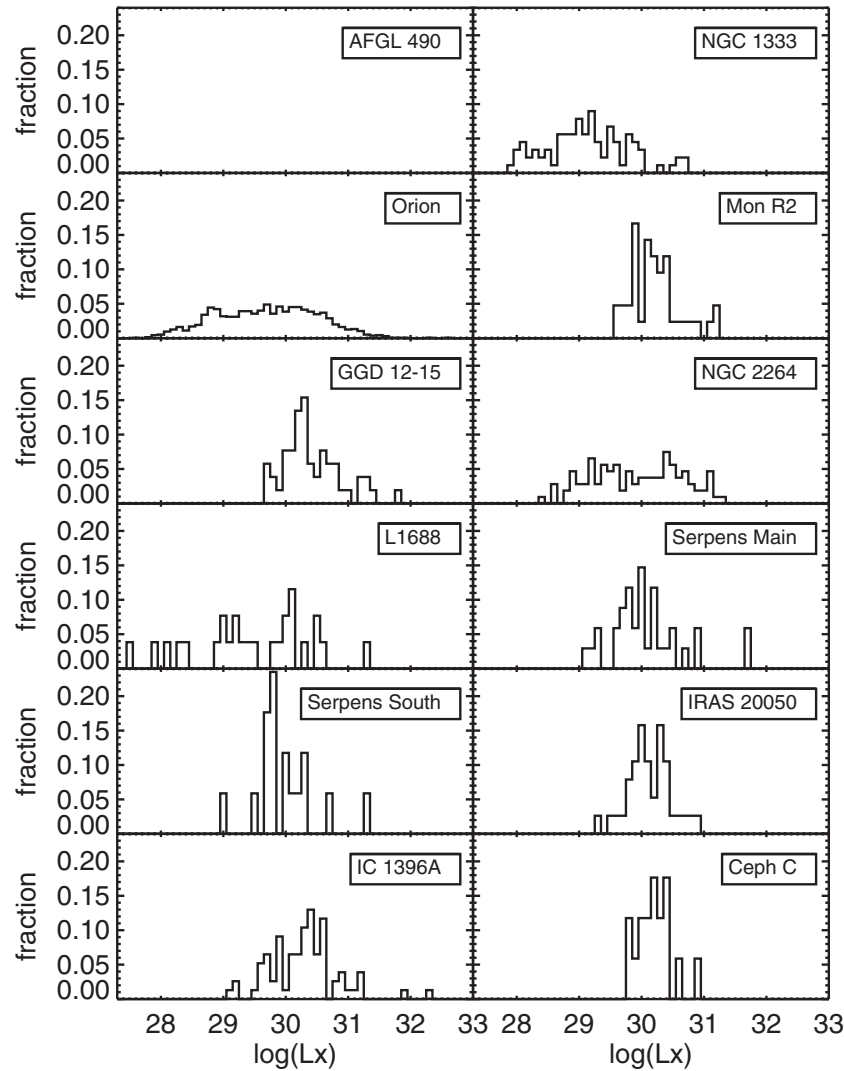 AFGL 490
NGC 1333
fraction
0.20
0.15
0.10
0.05
0.00
Orion
Mon R2
fraction
0.20
0.15
0.10
0.05
0.00
GGD 12-15
NGC 2264
fraction
0.20
0.15
0.10
0.05
0.00
L1688
Serpens Main
fraction
0.20
0.15
0.10
0.05
0.00
Serpens South
IRAS 20050
fraction
0.20
0.15
0.10
0.05
0.00
IC 1396A
Ceph C
fraction
0.20
0.15
0.10
0.05
0.00
28 29 30 31 32 33 28 29 30 31 32 33
log(Lx) log(Lx)